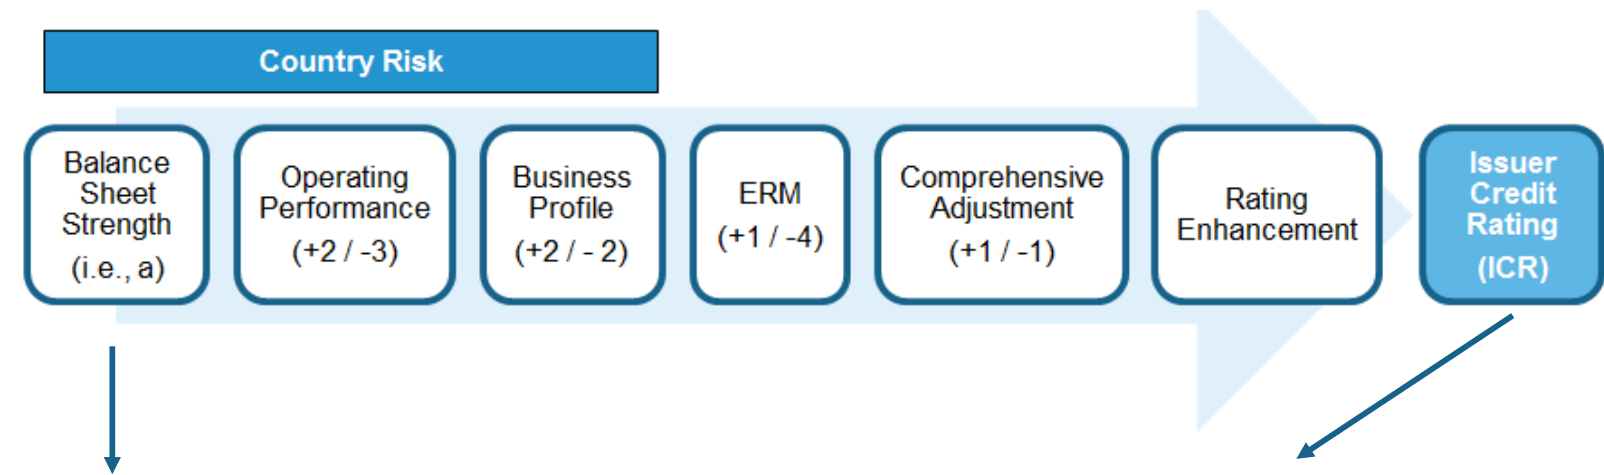 Country Risk
Balance
Sheet
Strength
(i.e., a)
Operating
Performance
(+2 / -3)
Business
Profile
(+2 / - 2)
ERM
(+1 / -4)
Comprehensive
Adjustment
(+1 / -1)
Rating
Enhancement
Issuer
Credit
Rating
(ICR)